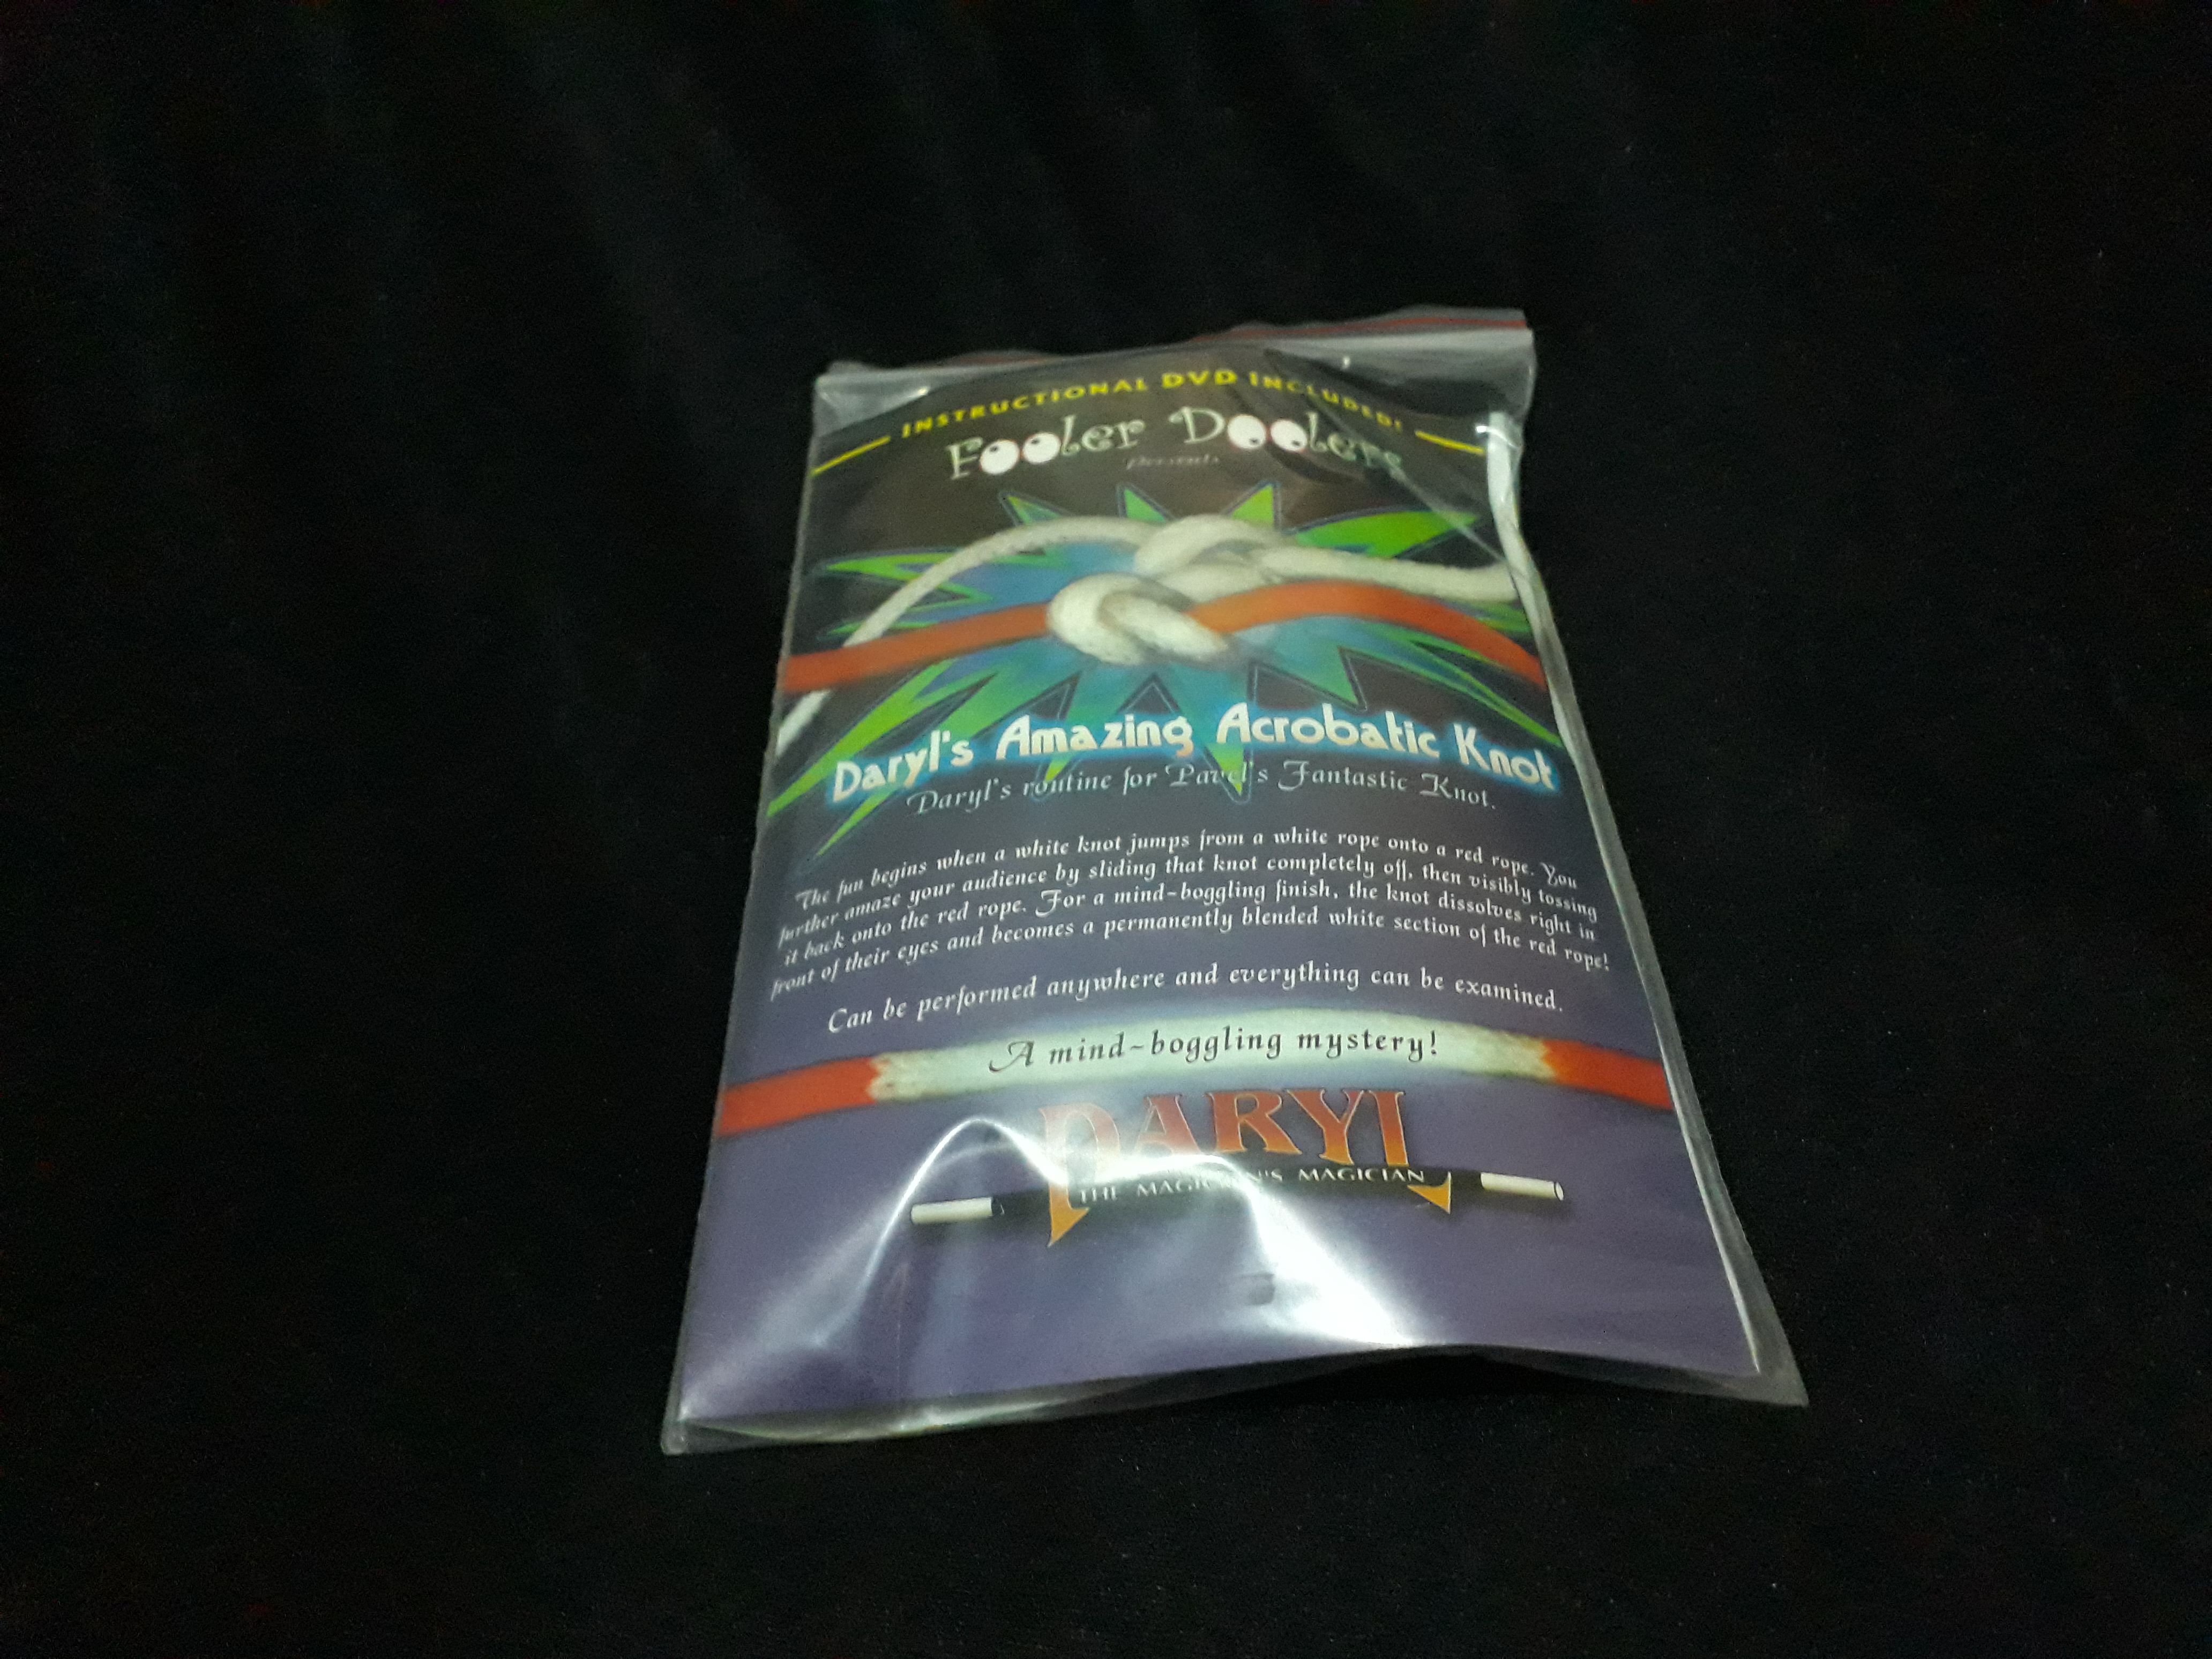 INSTRUCTIONAL DVD INCLUDED!
Fooler Doolers
presents
Daryl's Amazing Acrobatic Knot
Daryl's routine for Pavel's Fantastic Knot.
The fun begins when a white knot jumps from a white rope onto a red rope. You
further amaze your audience by sliding that knot completely off, then visibly tossing
it back onto the red rope. For a mind-boggling finish, the knot dissolves right in
front of their eyes and becomes a permanently blended white section of the red rope!
Can be performed anywhere and everything can be examined.
A mind-boggling mystery!
DARYL
THE MAGICIAN'S MAGICIAN